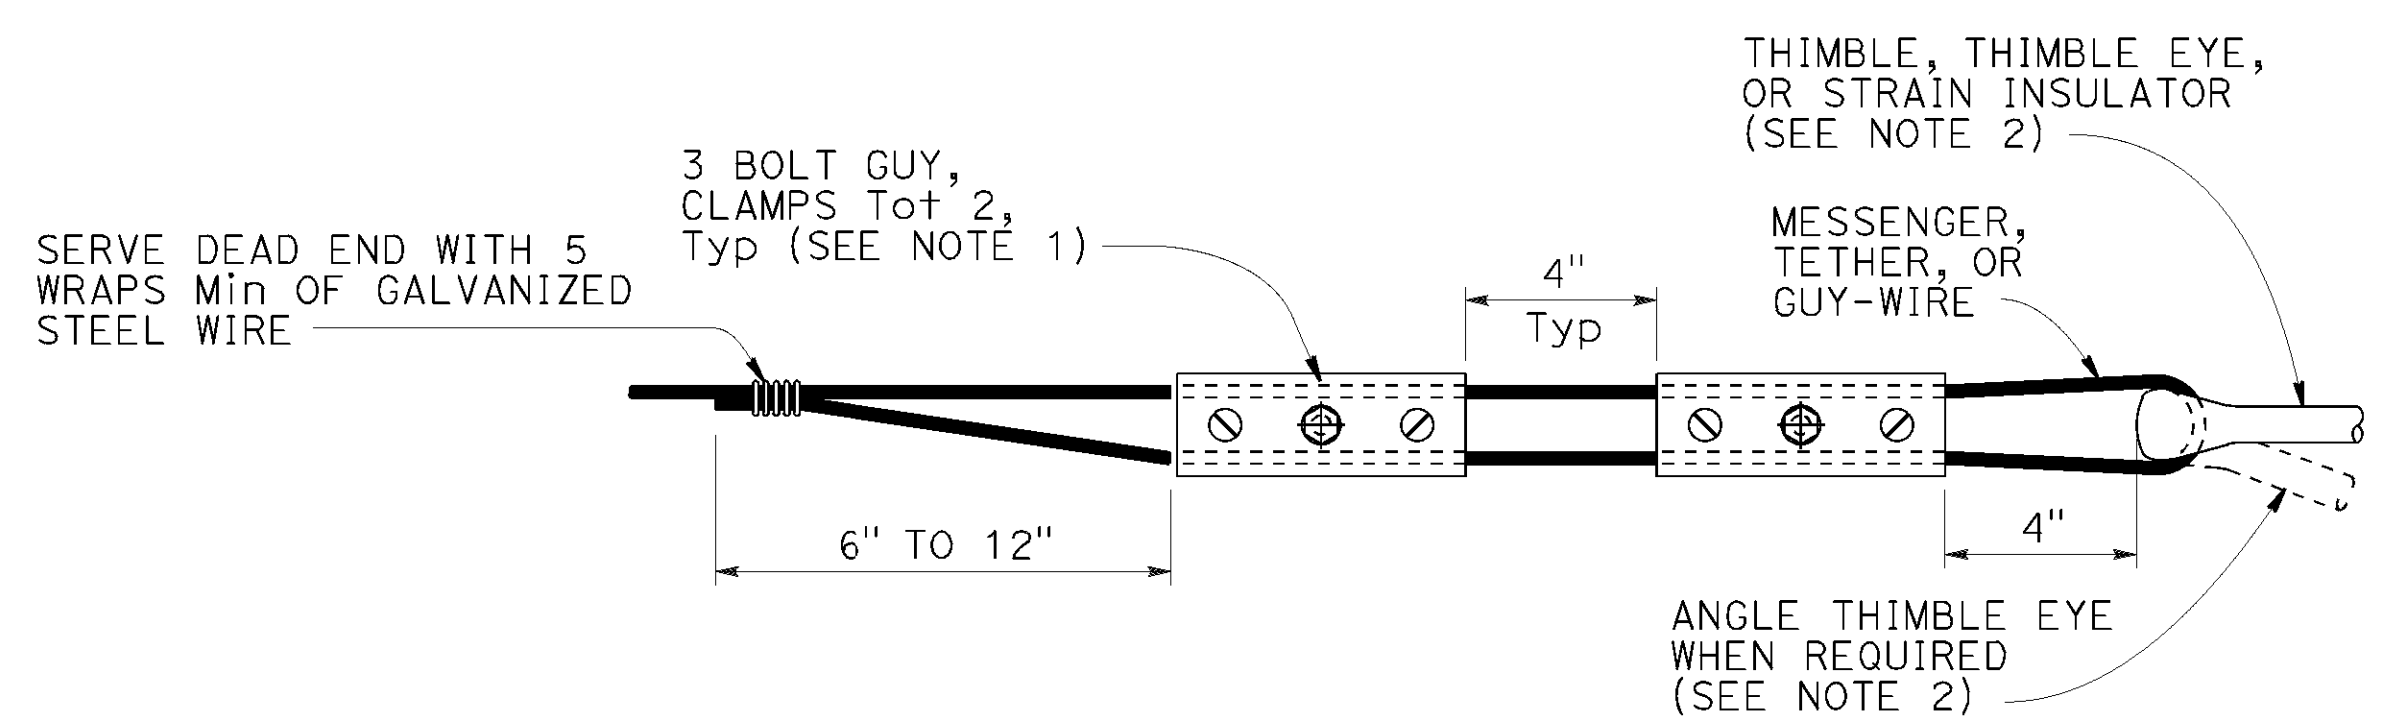 THIMBLE, THIMBLE EYE,
OR STRAIN INSULATOR
(SEE NOTE 2)
3 BOLT GUY,
CLAMPS Tot 2,
Typ (SEE NOTE 1)
MESSENGER,
TETHER, OR
GUY-WIRE
SERVE DEAD END WITH 5
WRAPS Min OF GALVANIZED
STEEL WIRE
4"
Typ
6" TO 12"
4"
ANGLE THIMBLE EYE
WHEN REQUIRED
(SEE NOTE 2)